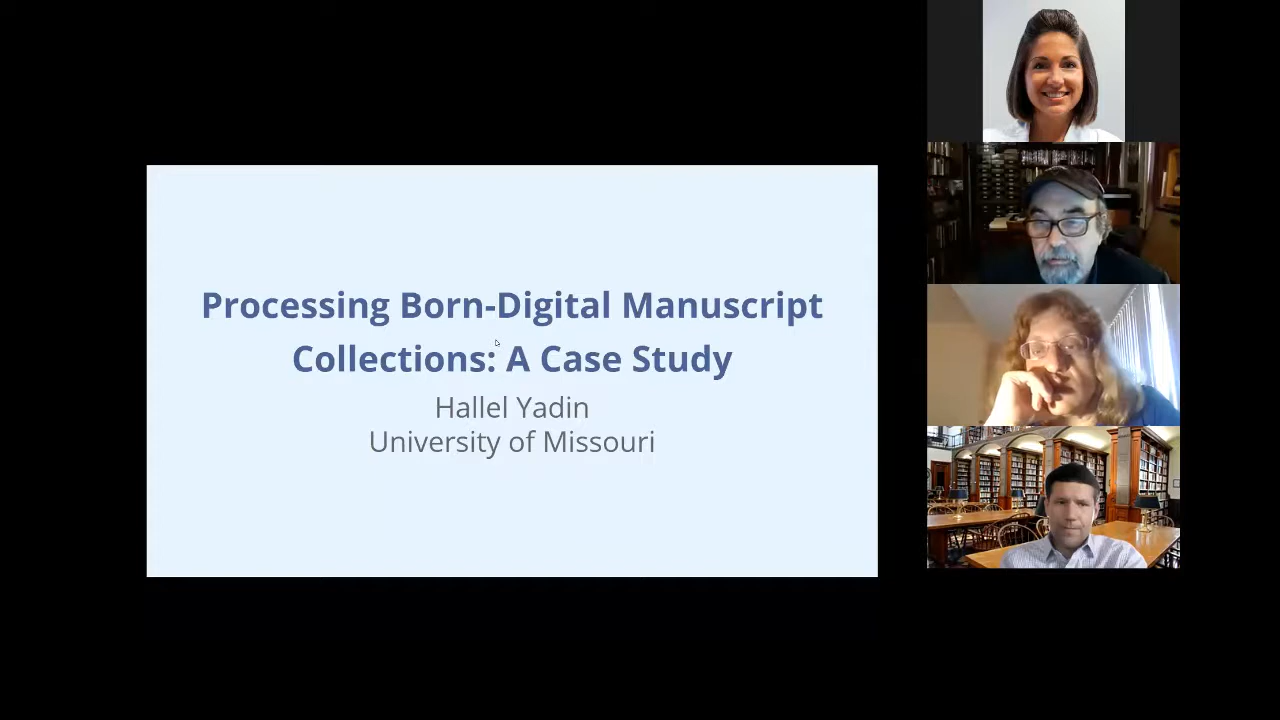 Processing Born-Digital Manuscript
Collections: A Case Study
Hallel Yadin
University of Missouri